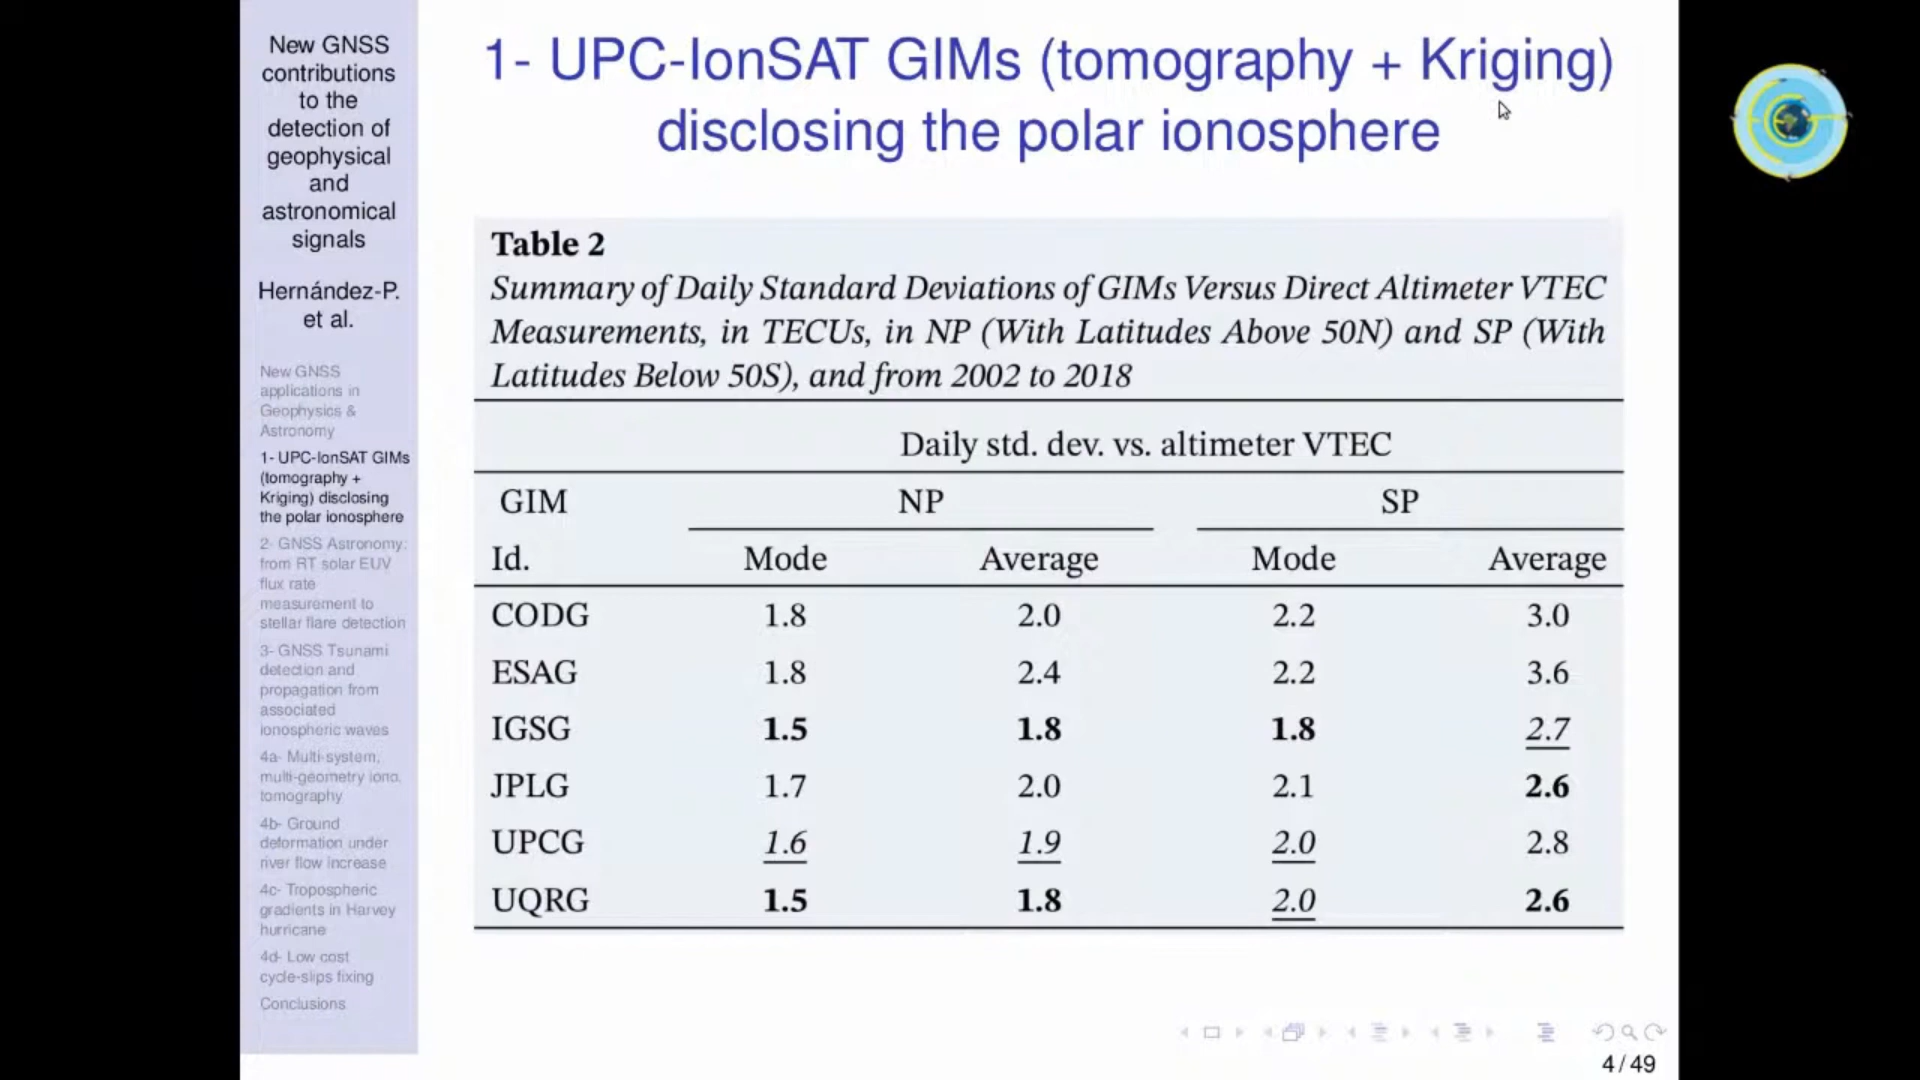 New GNSS
contributions
to the
detection of
geophysical
and
astronomical
signals
Hernández-P.
et al.
New GNSS
applications in
Geophysics &
Astronomy
1- UPC-IonSAT GIMs
(tomography +
Kriging) disclosing
the polar ionosphere
2- GNSS Astronomy:
from RT solar EUV
flux rate
measurement to
stellar flare detection
3- GNSS Tsunami
detection and
propagation from
associated
ionospheric waves
4a- Multi-system,
multi-geometry iono.
tomography
4b- Ground
deformation under
river flow increase
4c- Tropospheric
gradients in Harvey
hurricane
4d- Low cost
cycle-slips fixing
Conclusions
1- UPC-IonSAT GIMs (tomography + Kriging)
disclosing the polar ionosphere
Table 2
Summary of Daily Standard Deviations of GIMs Versus Direct Altimeter VTEC
Measurements, in TECUs, in NP (With Latitudes Above 50N) and SP (With
Latitudes Below 50S), and from 2002 to 2018
Daily std. dev. vs. altimeter VTEC
GIM NP SP
Id. Mode Average Mode Average
CODG 1.8 2.0 2.2 3.0
ESAG 1.8 2.4 2.2 3.6
IGSG 1.5 1.8 1.8 2.7
JPLG 1.7 2.0 2.1 2.6
UPCG 1.6 1.9 2.0 2.8
UQRG 1.5 1.8 2.0 2.6
4 / 49